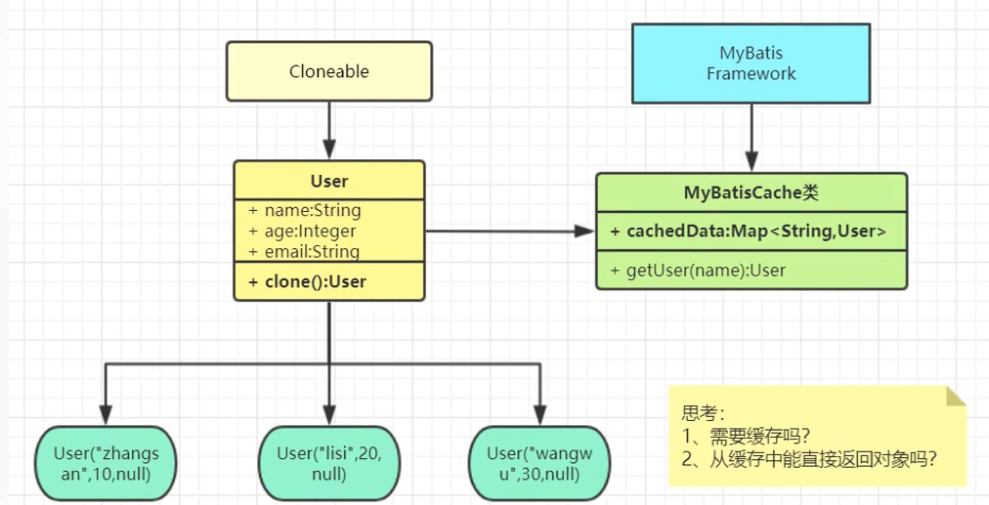 Cloneable
MyBatis
Framework
User
+ name:String
+ age:Integer
+ email:String
+ clone():User
MyBatisCache类
+ cachedData:Map<String,User>
+ getUser(name):User
User("zhangs
an",10,null)
User("lisi",20,
null)
User("wangw
u",30,null)
思考：
1、需要缓存吗？
2、从缓存中能直接返回对象吗？